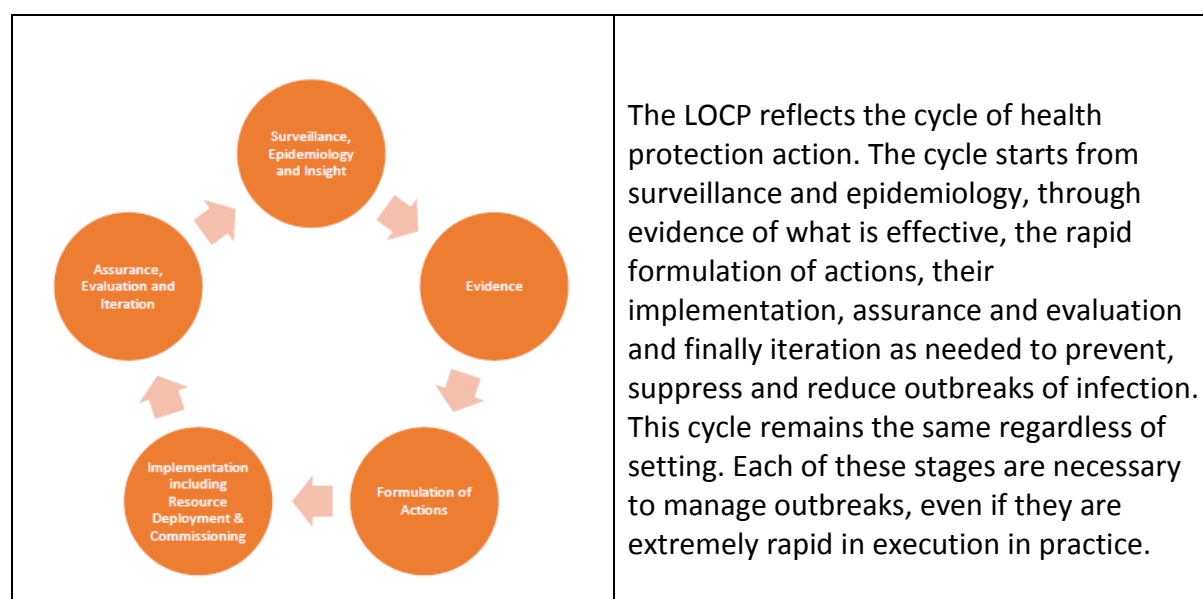 Surveillance,
Epidemiology
and Insight
Evidence
Formulation of
Actions
Implementation
including
Resource
Deployment &
Commissioning
Assurance,
Evaluation and
Iteration
The LOCP reflects the cycle of health
protection action. The cycle starts from
surveillance and epidemiology, through
evidence of what is effective, the rapid
formulation of actions, their
implementation, assurance and evaluation
and finally iteration as needed to prevent,
suppress and reduce outbreaks of infection.
This cycle remains the same regardless of
setting. Each of these stages are necessary
to manage outbreaks, even if they are
extremely rapid in execution in practice.